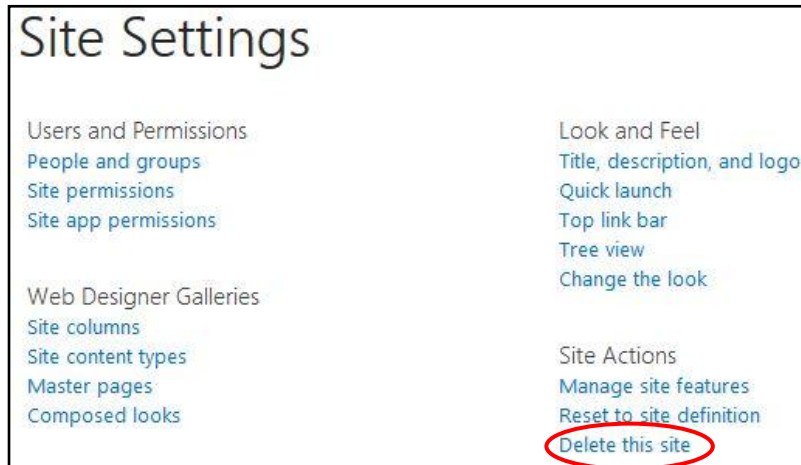 Site Settings
Users and Permissions
People and groups
Site permissions
Site app permissions
Web Designer Galleries
Site columns
Site content types
Master pages
Composed looks
Look and Feel
Title, description, and logo
Quick launch
Top link bar
Tree view
Change the look
Site Actions
Manage site features
Reset to site definition
Delete this site